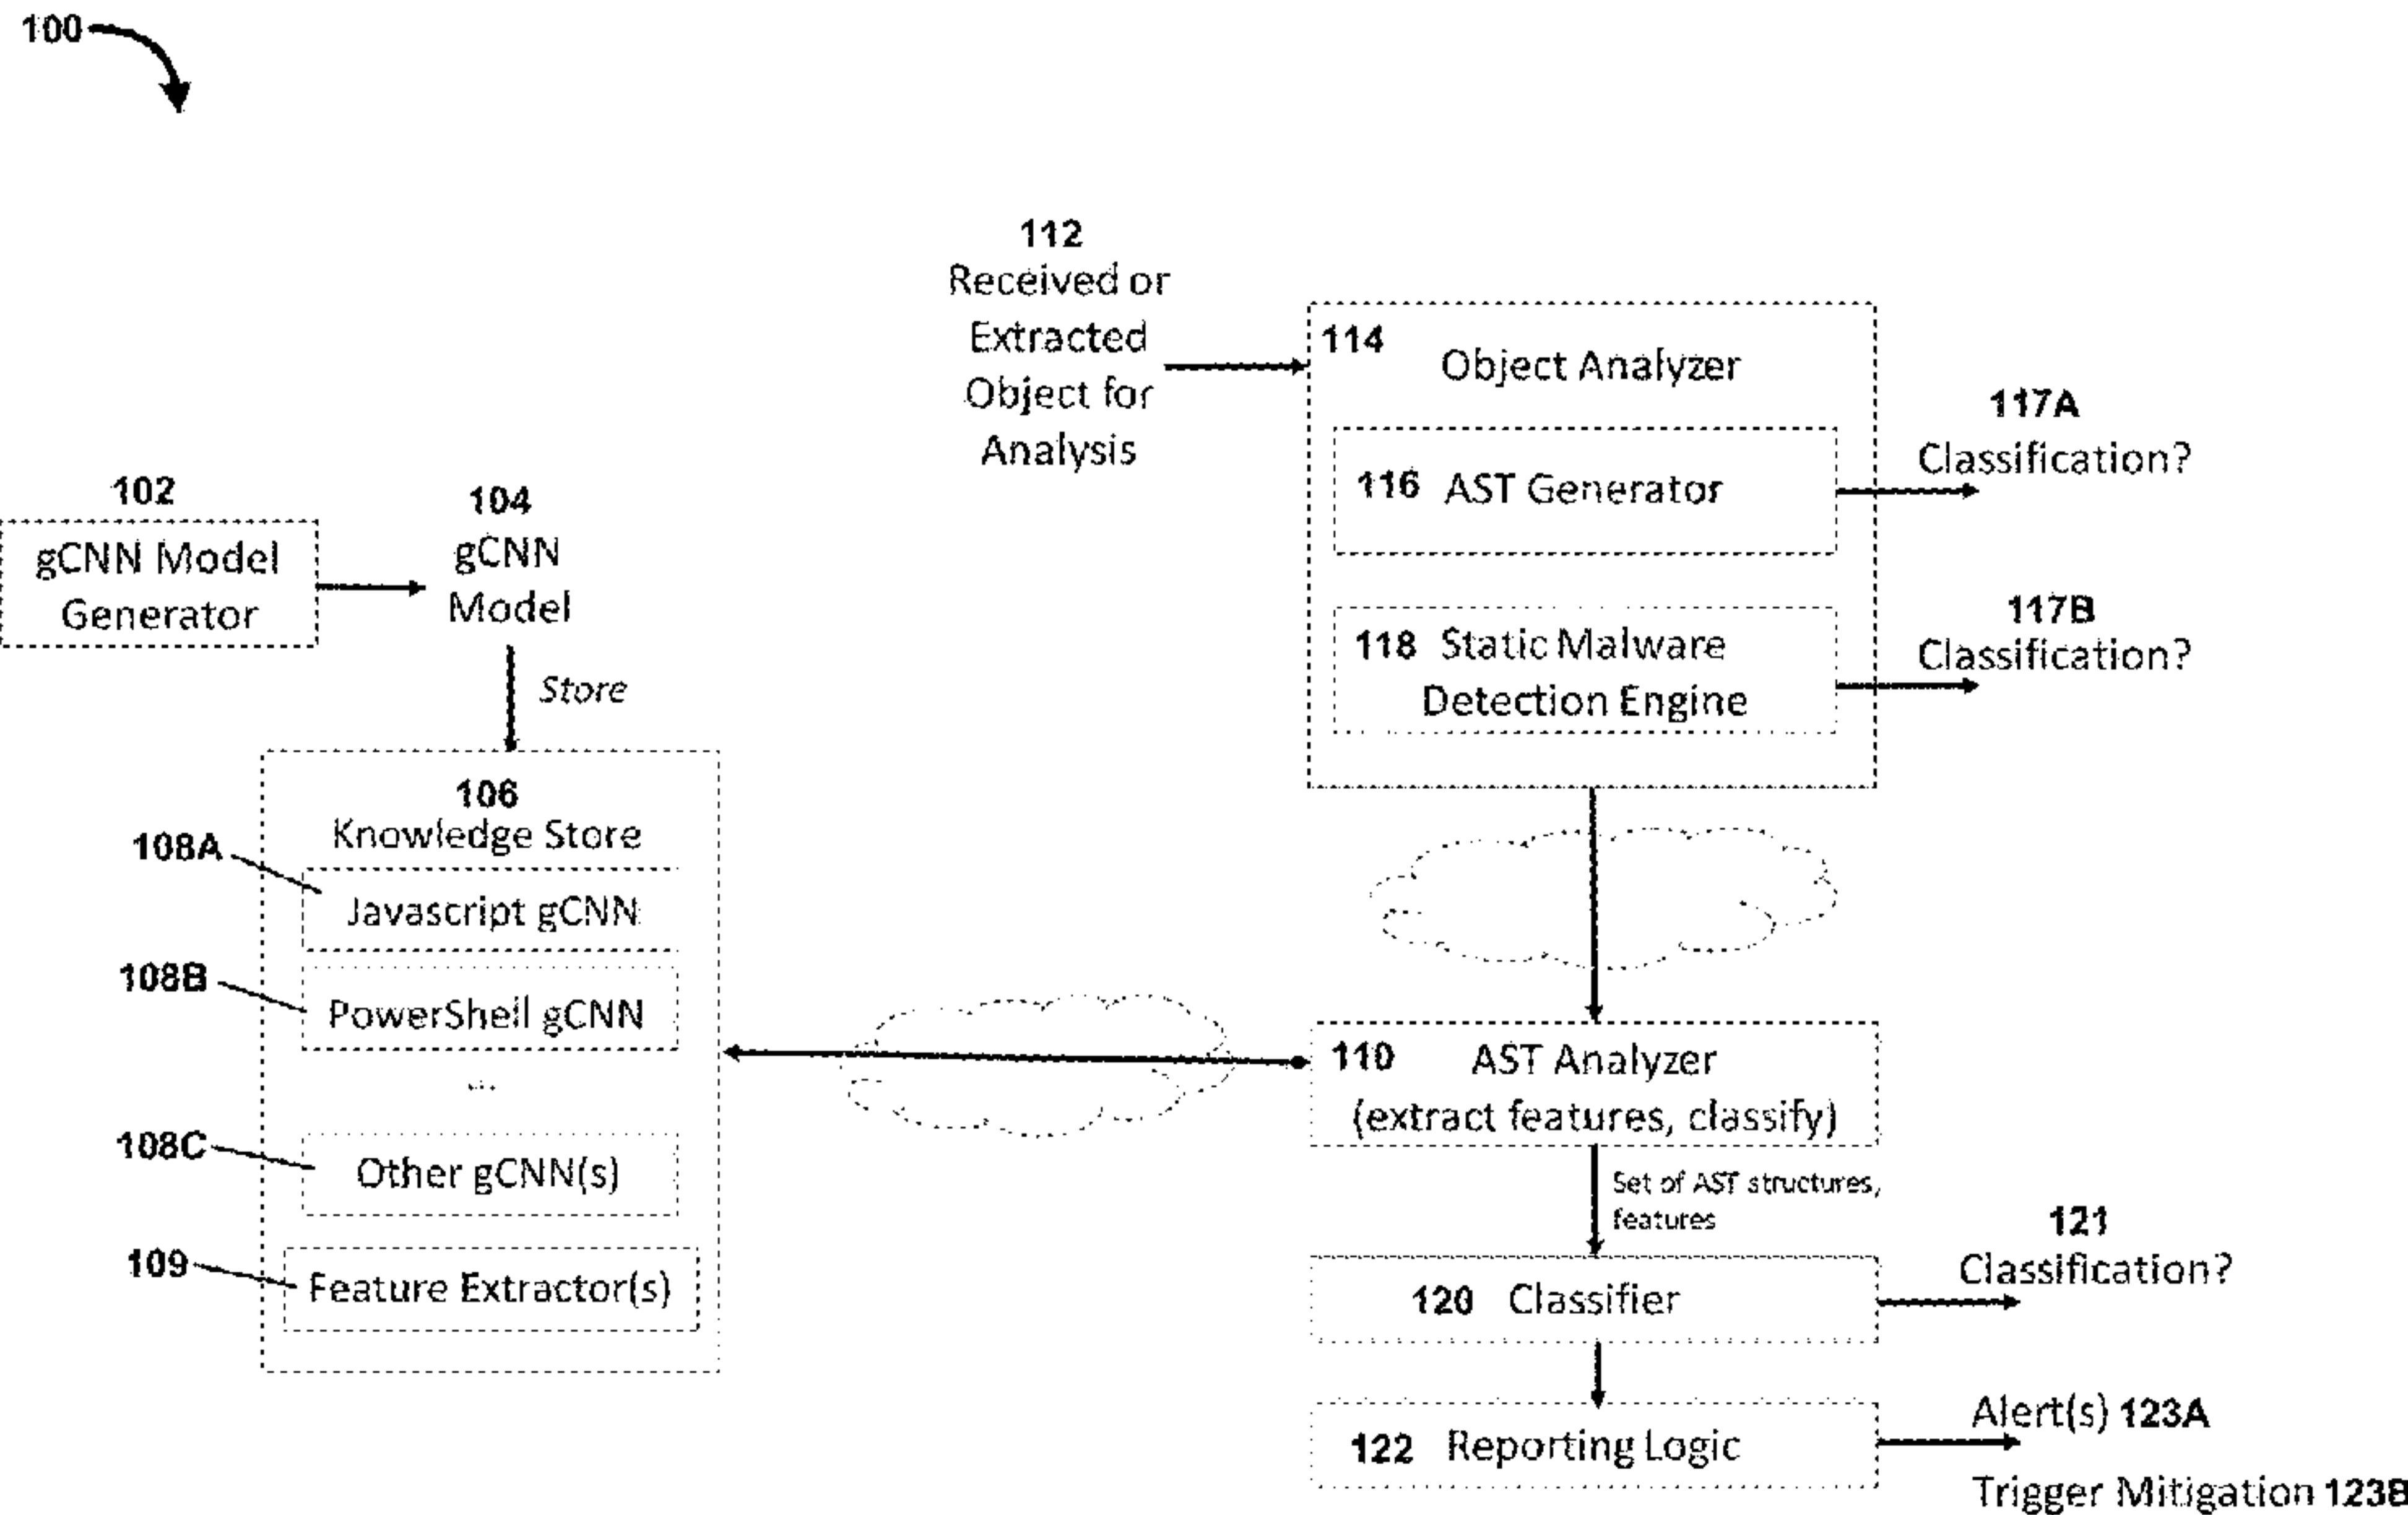 100
112
Received or
Extracted
Object for
Analysis
114
Object Analyzer
116 AST Generator
117A
Classification?
118 Static Malware
Detection Engine
117B
Classification?
102
gCNN Model
Generator
104
gCNN
Model
Store
106
Knowledge Store
108A
Javascript gCNN
108B
PowerShell gCNN
...
108C
Other gCNN(s)
109
Feature Extractor(s)
110 AST Analyzer
(extract features, classify)
Set of AST structures,
features
120 Classifier
121
Classification?
122 Reporting Logic
Alert(s) 123A
Trigger Mitigation 123B